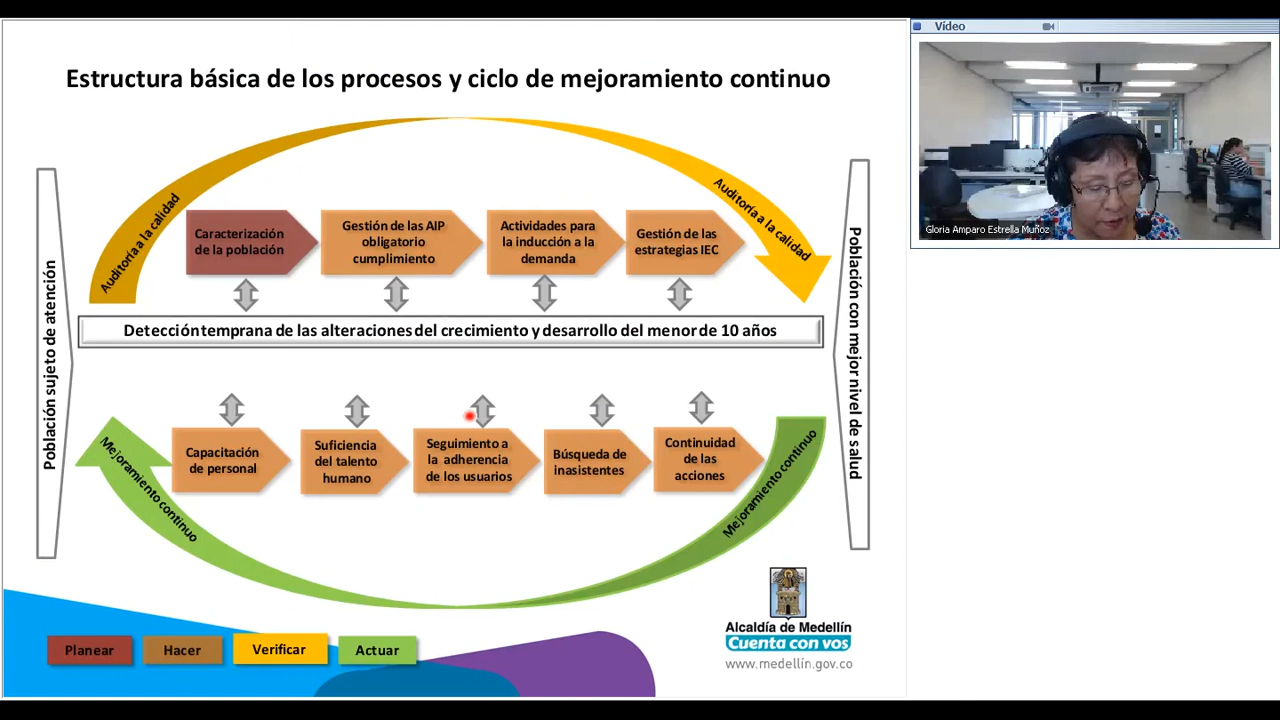 Estructura básica de los procesos y ciclo de mejoramiento continuo
Vídeo
Gloria Amparo Estrella Muñoz
Auditoría a la calidad
Auditoría a la calidad
Población sujeto de atención
Caracterización
de la población
Gestión de las AIP
obligatorio
cumplimiento
Actividades para
la inducción a la
demanda
Gestión de las
estrategias IEC
Población con mejor nivel de salud
Detección temprana de las alteraciones del crecimiento y desarrollo del menor de 10 años
Mejoramiento continuo
Capacitación
de personal
Suficiencia
del talento
humano
Seguimiento a
la adherencia
de los usuarios
Búsqueda de
inasistentes
Continuidad
de las
acciones
Mejoramiento continuo
Planear
Hacer
Verificar
Actuar
Alcaldía de Medellín
Cuenta con vos
www.medellín.gov.co